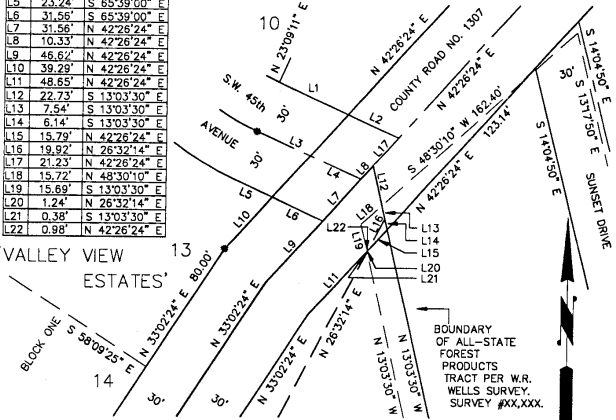 L5 23.24' S 65°39'00" E
L6 31.56' S 65°39'00" E
L7 31.56' N 42°26'24" E
L8 10.33' N 42°26'24" E
L9 46.62' N 42°26'24" E
L10 39.29' N 42°26'24" E
L11 48.65' N 42°26'24" E
L12 22.73' S 13°03'30" E
L13 7.54' S 13°03'30" E
L14 6.14' S 13°03'30" E
L15 15.79' N 42°26'24" E
L16 19.92' N 26°32'14" E
L17 21.23' N 42°26'24" E
L18 15.72' N 48°30'10" E
L19 15.69' S 13°03'30" E
L20 1.24' N 26°32'14" E
L21 0.38' S 13°03'30" E
L22 0.98' N 42°26'24" E
10
N 23°09'11" E
N 42°26'24" E
COUNTY ROAD NO. 1307
N 42°26'24" E
S 14°04'50" E
30'
S 13°17'50" E
L1
L2
S.W. 45th
AVENUE
30'
30'
L3
L4
L17
L8
L12
S 48°30'10" W 162.40'
N 42°26'24" E
123.14'
S 14°04'50" E
SUNSET DRIVE
L5
L6
L7
L10
L9
L18
L22
L16
L19
L13
L14
L15
L20
L21
L11
'VALLEY VIEW
ESTATES'
13
80.00'
N 33°02'24" E
N 33°02'24" E
N 33°02'24" E
N 26°32'14" E
N 13°03'30" W
N 13°03'30" W
BLOCK ONE
S 58°09'25" E
14
30'
30'
BOUNDARY
OF ALL-STATE
FOREST
PRODUCTS
TRACT PER W.R.
WELLS SURVEY.
SURVEY #XX,XXX.
N